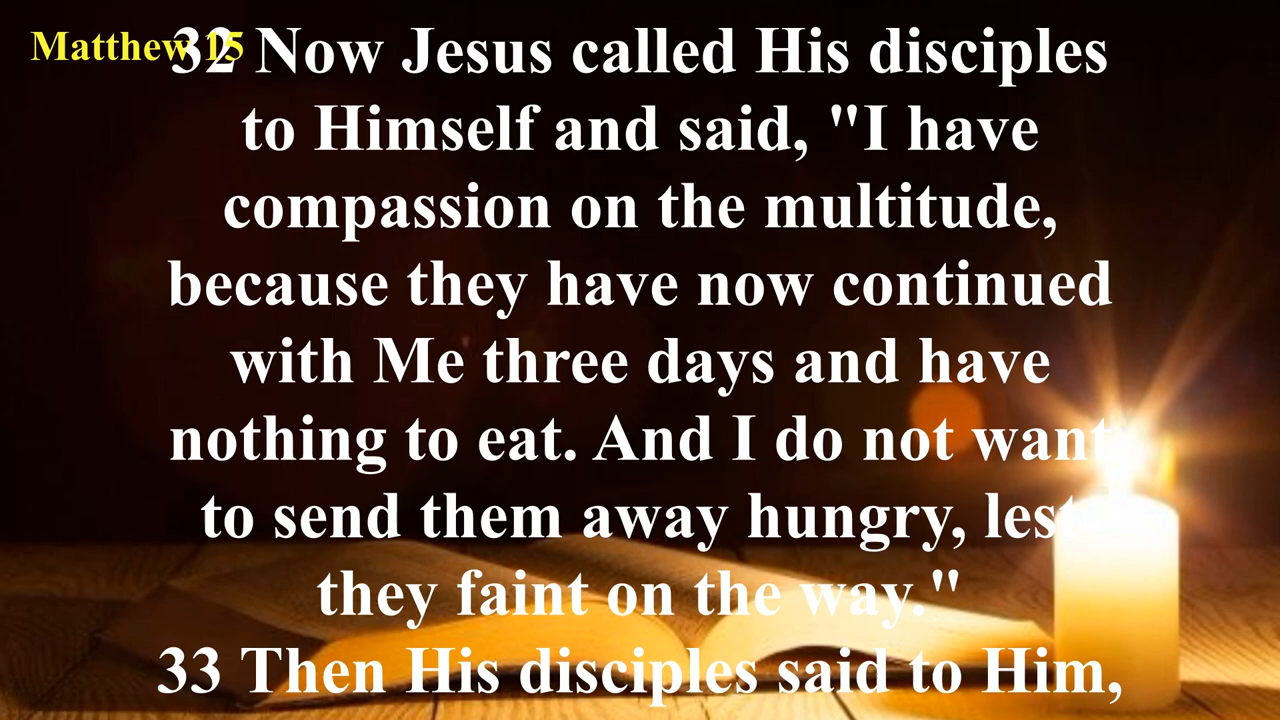 Matthew 15
32 Now Jesus called His disciples
to Himself and said, "I have
compassion on the multitude,
because they have now continued
with Me three days and have
nothing to eat. And I do not want
to send them away hungry, lest
they faint on the way."
33 Then His disciples said to Him,